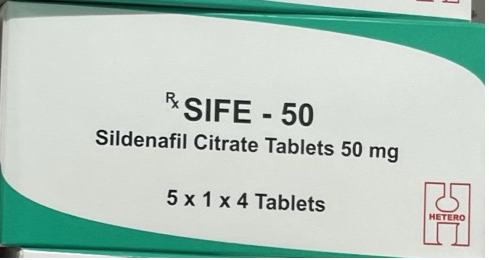 ℞ SIFE - 50
Sildenafil Citrate Tablets 50 mg
5 x 1 x 4 Tablets
HETERO